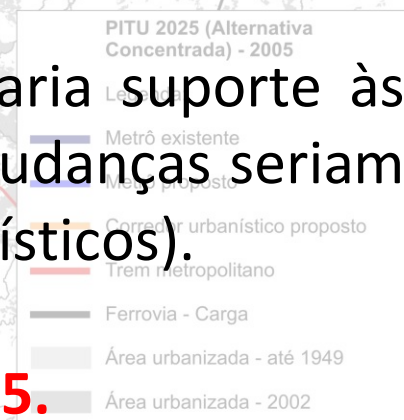 PITU 2025 (Alternativa
Concentrada) - 2005
aria suporte às
Legenda
Metrô existente
udanças seriam
Metrô proposto
Corredor urbanístico proposto
ísticos).
Trem metropolitano
Ferrovia - Carga
Área urbanizada - até 1949
5.
Área urbanizada - 2002